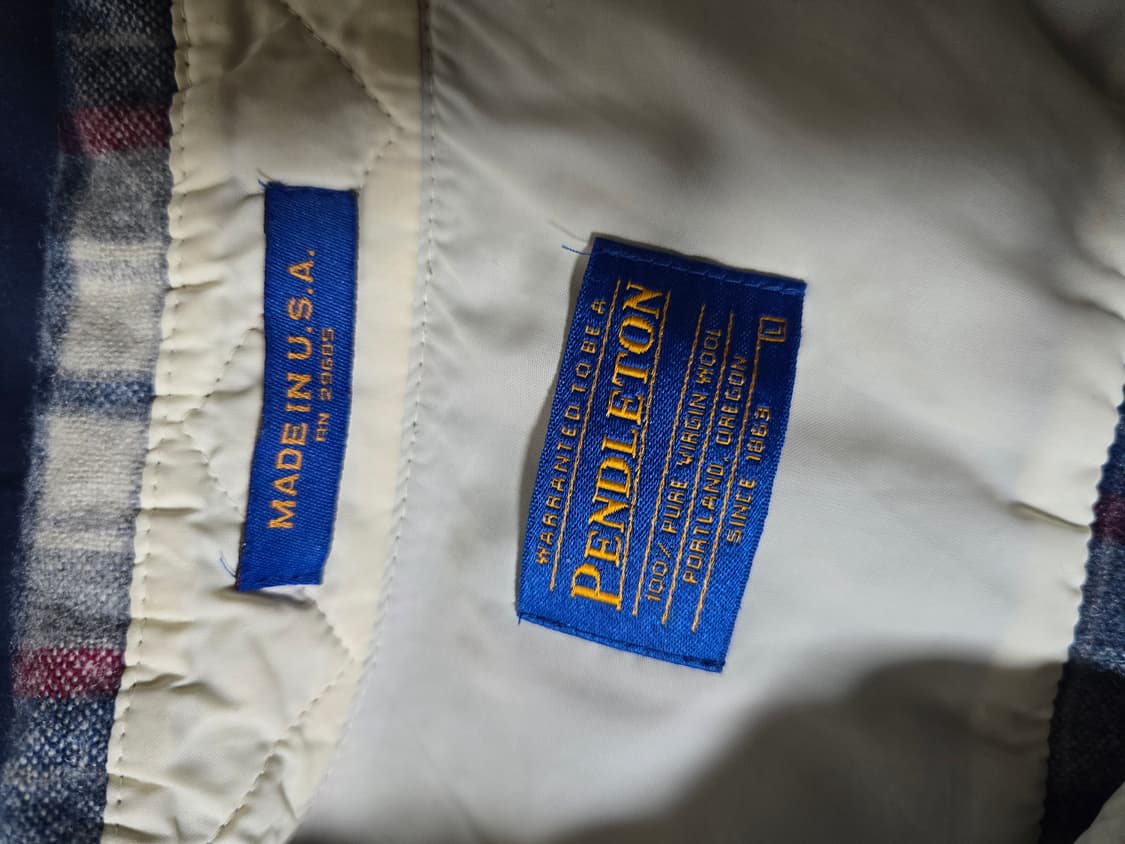 MADE IN U.S.A.
RN 29685
WARRANTED TO BE A
PENDLETON
100% PURE VIRGIN WOOL
PORTLAND, OREGON
SINCE 1863
L